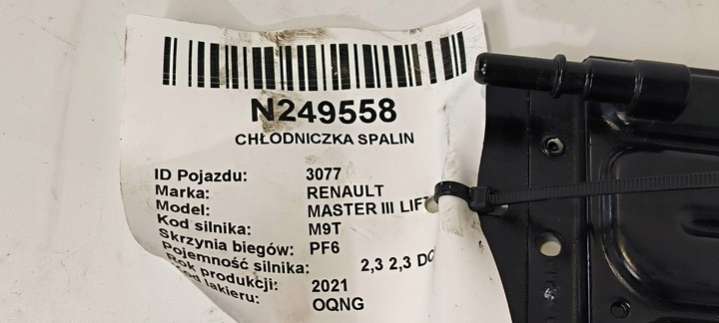 N249558
CHŁODNICZKA SPALIN
ID Pojazdu: 3077
Marka: RENAULT
Model: MASTER III LIFT
Kod silnika: M9T
Skrzynia biegów: PF6
Pojemność silnika: 2,3 2,3 DC
Rok produkcji: 2021
lakieru: OQNG